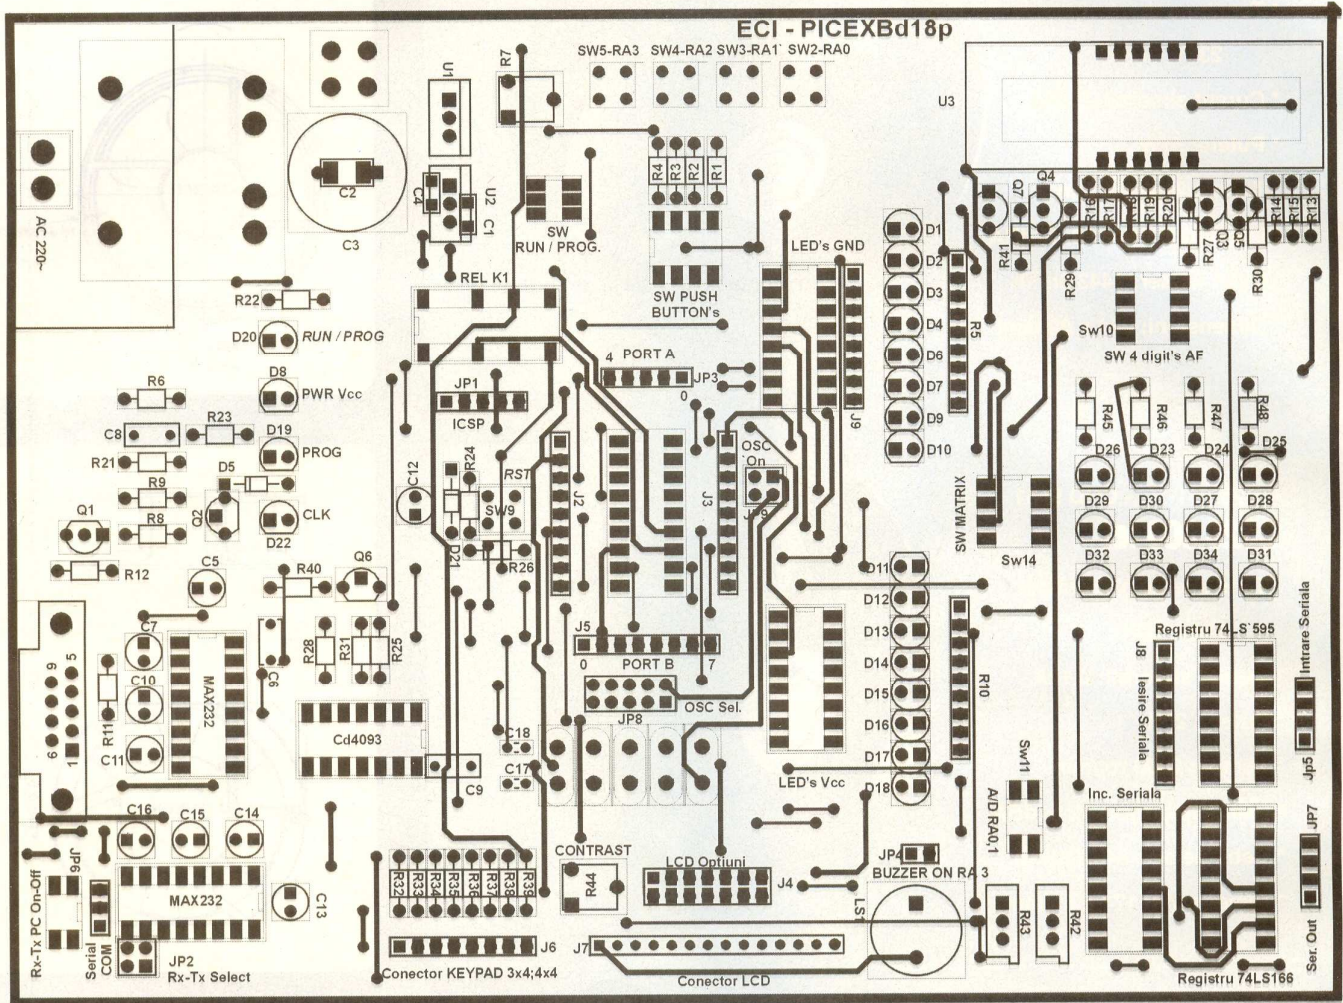 ECI - PICEXBd18p
SW5-RA3 SW4-RA2 SW3-RA1 SW2-RA0
U1
R7
U3
AC 220~
C2
C3
C4
U2
C1
SW
RUN / PROG.
R4
R3
R2
R1
Q7
Q4
R16
R17
R18
R19
R20
Q3
Q5
R14
R15
R13
R41
R29
R27
R30
REL K1
SW PUSH
BUTTON's
LED's GND
D1
D2
D3
D4
D6
D7
D9
D10
R5
J9
R22
D20 RUN / PROG
Sw10
SW 4 digit's AF
4 PORT A
0
JP3
JP1
ICSP
D8
PWR Vcc
R6
R23
C8
D19
PROG
R21
D5
R9
Q2
CLK
D22
Q1
R8
R12
C12
R24
RST
SW9
D21
R26
J2
J3
OSC
On
R45
R46
R47
R48
D26 D23 D24 D25
D29 D30 D27 D28
D32 D33 D34 D31
SW MATRIX
Sw14
C5
R40
Q6
C7
C10
C11
R11
MAX232
C6
R28
R31
R25
J5
0 PORT B 7
OSC Sel.
JP8
D11
D12
D13
D14
D15
D16
D17
D18
R10
Registru 74LS`595
J8
Iesire Seriala
Intrare Seriala
Jp5
9
5
6
1
Cd4093
C9
C18
C17
LED's Vcc
Sw11
A/D RA0,1
Inc. Seriala
JP7
Ser. Out
C16
C15
C14
JP6
Rx-Tx PC On-Off
Serial
COM
MAX232
JP2
Rx-Tx Select
C13
R32
R33
R34
R35
R36
R37
R38
R39
J6
Conector KEYPAD 3x4;4x4
CONTRAST
R44
LCD Optiuni
J4
J7
Conector LCD
JP4
BUZZER ON RA 3
LS1
R43
R42
Registru 74LS166